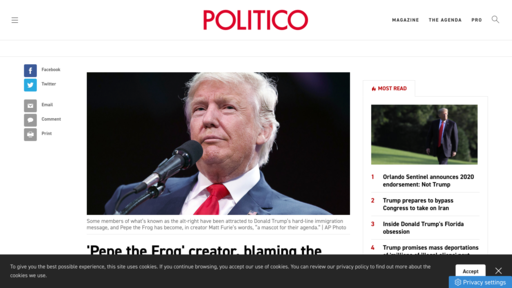 POLITICO
MAGAZINE
THE AGENDA
PRO
Facebook
Twitter
Email
Comment
Print
Some members of what's known as the alt-right have been attracted to Donald Trump's hard-line immigration
message, and Pepe the Frog has become, in creator Matt Furie's words, "a mascot for their agenda." | AP Photo
'Pepe the Frog' creator, blaming the
MOST READ
1 Orlando Sentinel announces 2020
endorsement: Not Trump
2 Trump prepares to bypass
Congress to take on Iran
3 Inside Donald Trump's Florida
obsession
4 Trump promises mass deportations
To give you the best possible experience, this site uses cookies. If you continue browsing, you accept our use of cookies. You can review our privacy policy to find out more about the
cookies we use.
Accept
Privacy settings